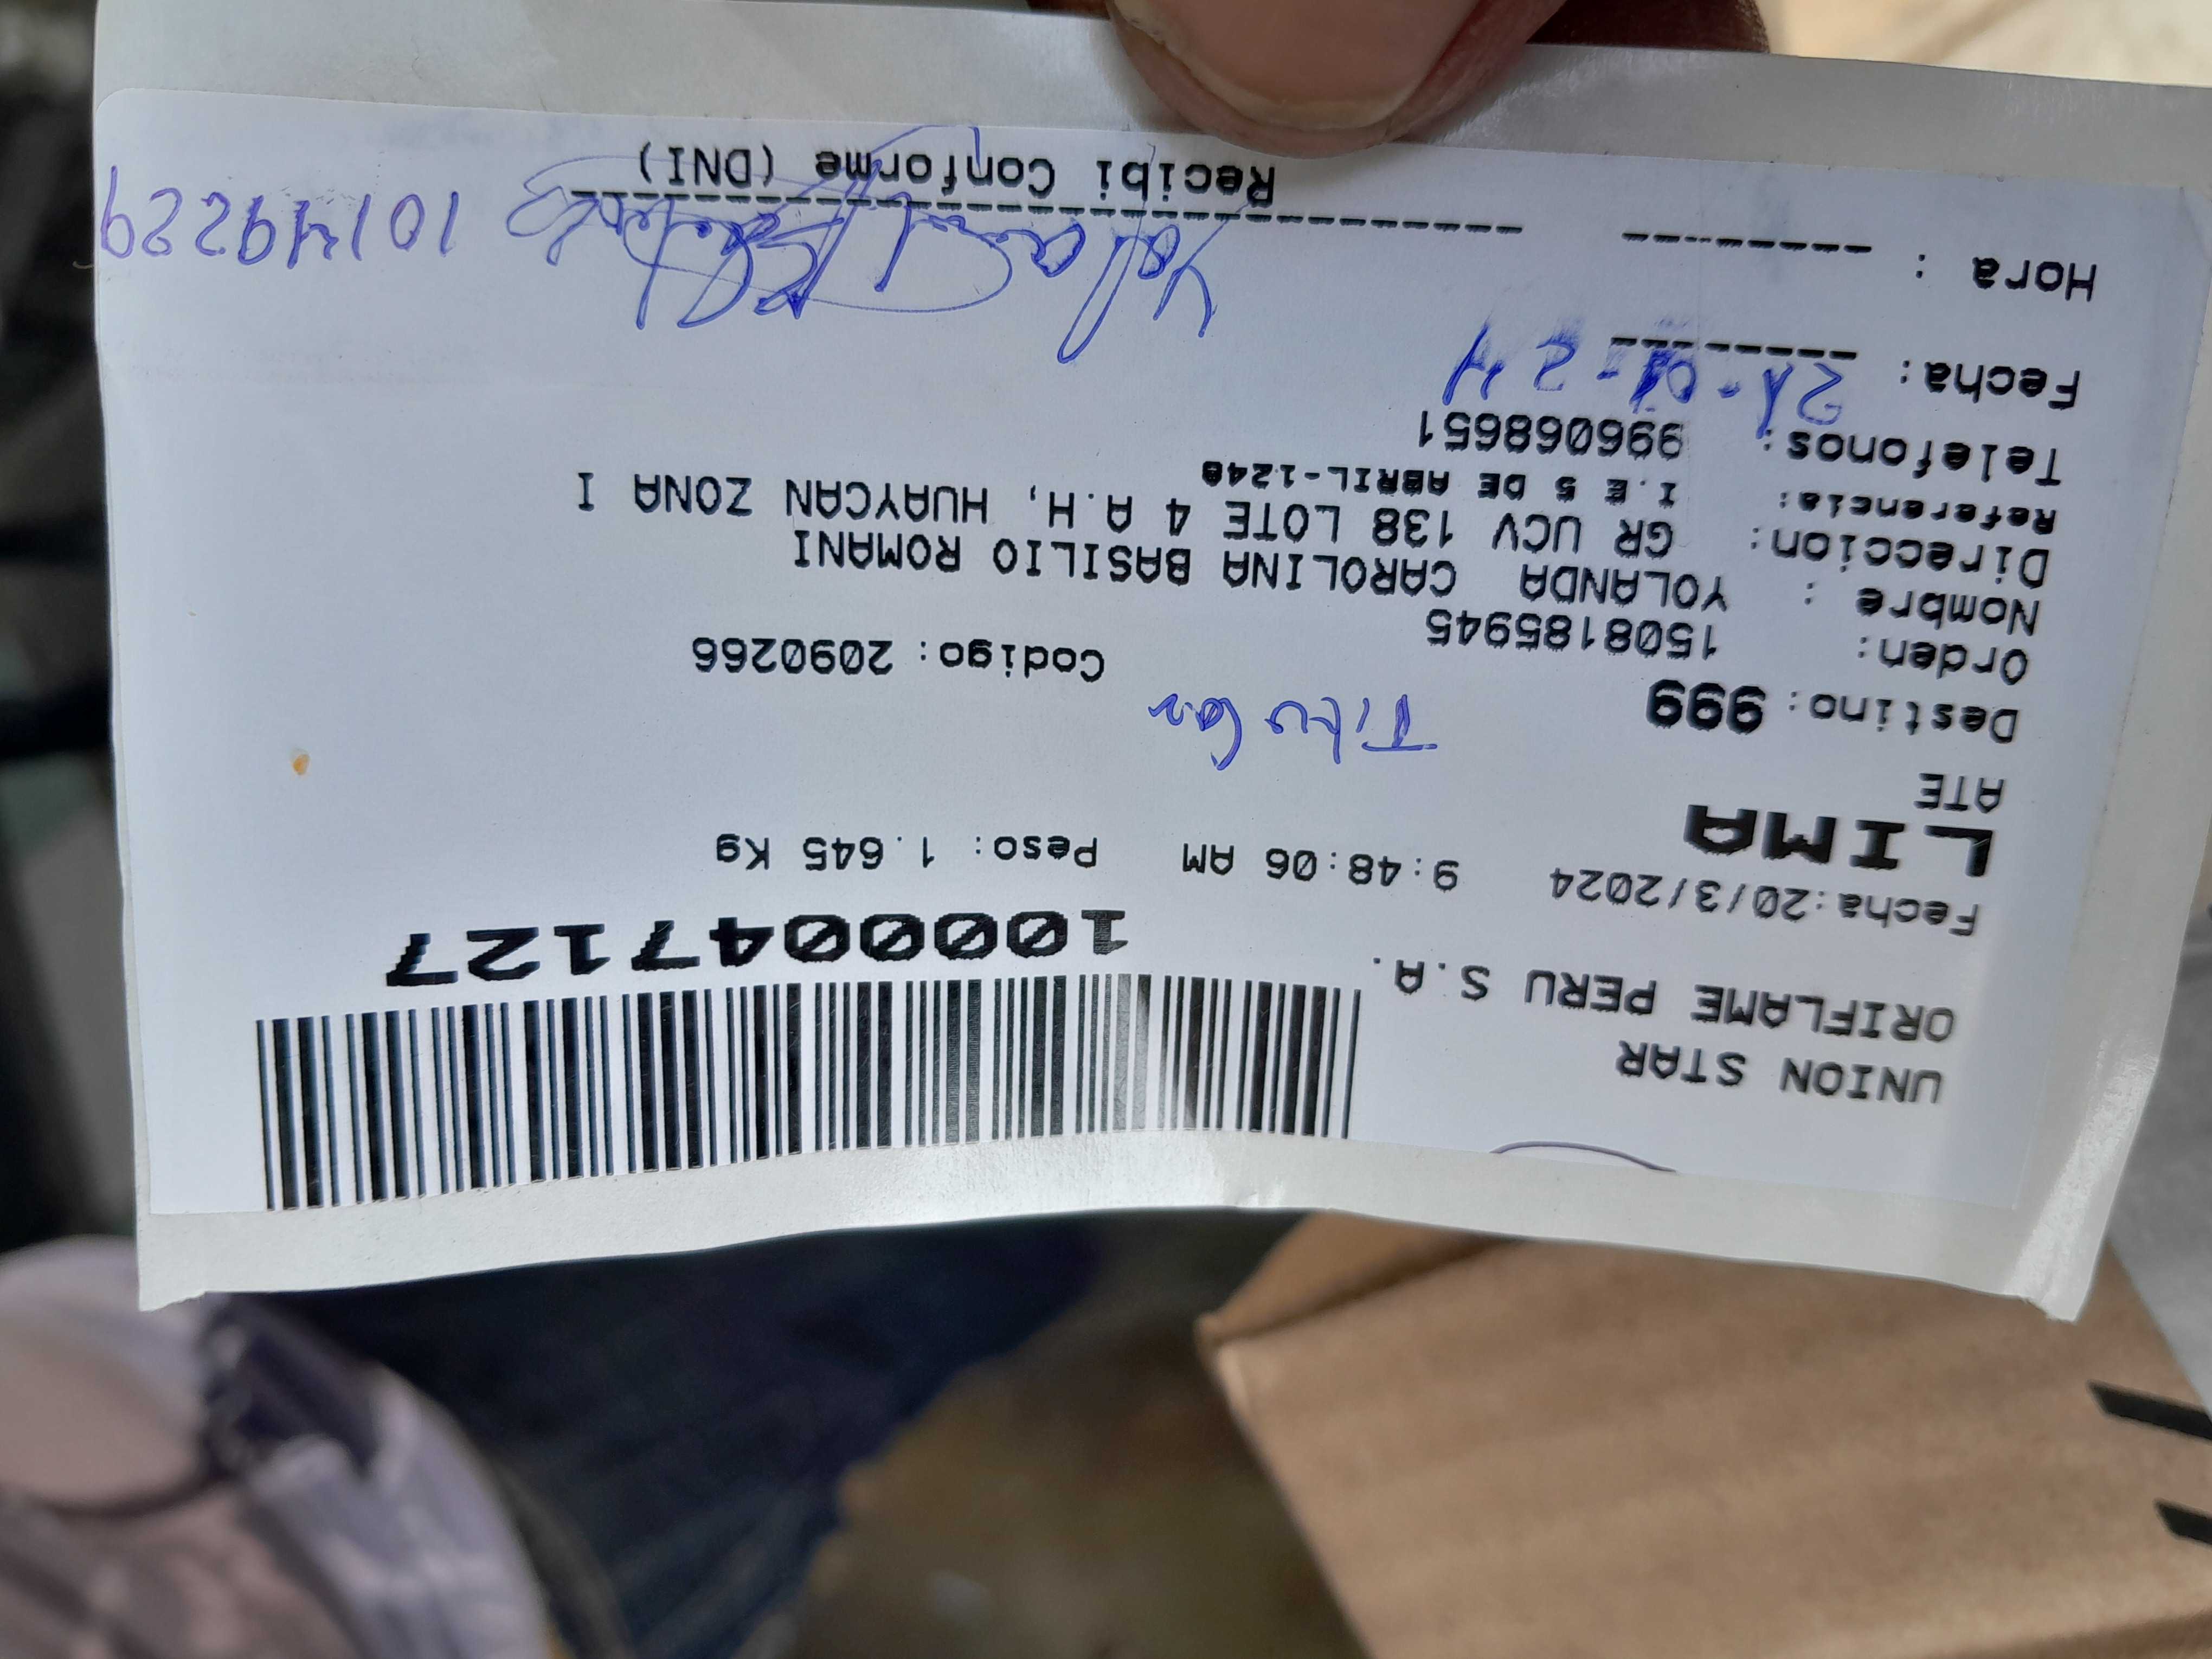 UNION STAR
ORIFLAME PERU S.A.
1000047127
Fecha:20/3/2024 9:48:06 AM Peso: 1.645 Kg
LIMA
ATE
Titular
Destino: 999
Orden: 1508185945 Codigo: 2090266
Nombre : YOLANDA CAROLINA BASILIO ROMANI
Direccion: GR UCV 138 LOTE 4 A.H, HUAYCAN ZONA I
Referencia: I.E 5 DE ABRIL-1248
Telefonos: 996068651
Fecha:
Hora :
10149229
Recibi Conforme (DNI)